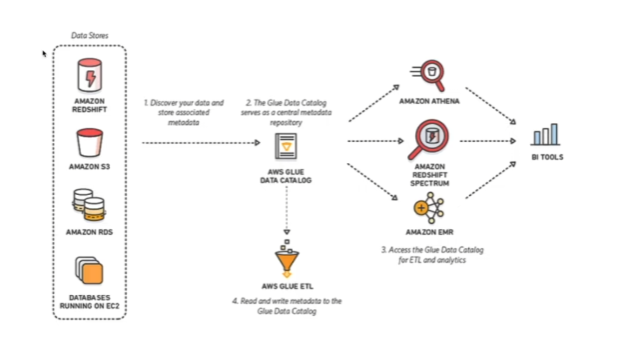 Data Stores
AMAZON
REDSHIFT
AMAZON S3
AMAZON RDS
DATABASES
RUNNING ON EC2
1. Discover your data and
store associated
metadata
2. The Glue Data Catalog
serves as a central metadata
repository
AWS GLUE
DATA CATALOG
AWS GLUE ETL
4. Read and write metadata to the
Glue Data Catalog
AMAZON ATHENA
AMAZON
REDSHIFT
SPECTRUM
AMAZON EMR
3. Access the Glue Data Catalog
for ETL and analytics
BI TOOLS